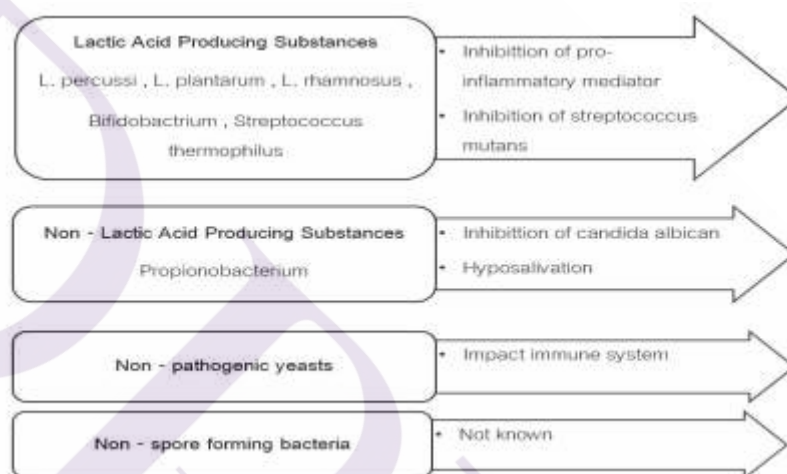 Lactic Acid Producing Substances
L. percussi , L. plantarum , L. rhamnosus ,
Bifidobactrium , Streptococcus
thermophilus
• Inhibittion of pro-
inflammatory mediator
• Inhibition of streptococcus
mutans
Non - Lactic Acid Producing Substances
Propionobacterium
• Inhibittion of candida albican
• Hyposalivation
Non - pathogenic yeasts
• Impact immune system
Non - spore forming bacteria
• Not known